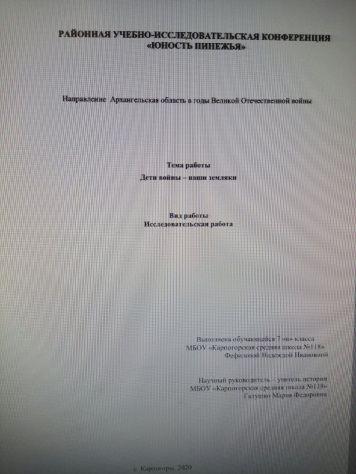 РАЙОННАЯ УЧЕБНО-ИССЛЕДОВАТЕЛЬСКАЯ КОНФЕРЕНЦИЯ
«ЮНОСТЬ ПИНЕЖЬЯ»
Направление Архангельская область в годы Великой Отечественной войны
Тема работы
Дети войны – наши земляки
Вид работы
Исследовательская работа
Выполнена обучающейся 7 класса
МБОУ «Карпогорская средняя школа №118»
Надеждой Ивановной
Научный руководитель – учитель истории
МБОУ «Карпогорская средняя школа №118»
Мария Федоровна
с. Карпогоры, 2020